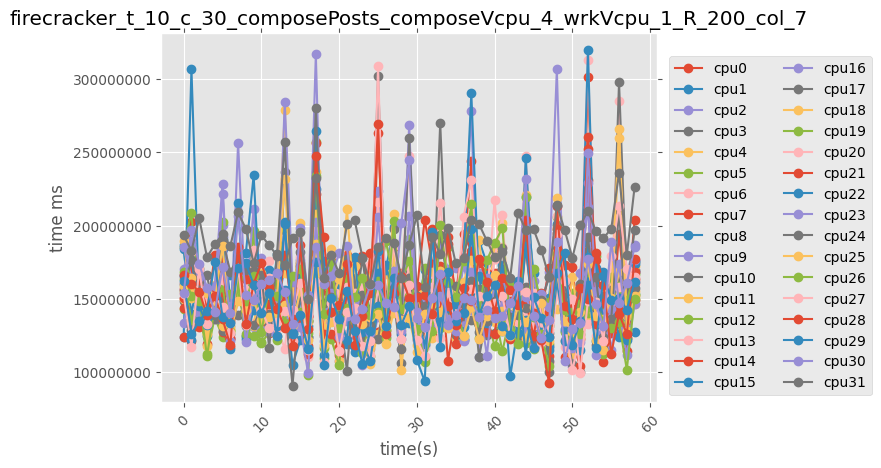 firecracker_t_10_c_30_composePosts_composeVcpu_4_wrkVcpu_1_R_200_col_7
300000000
250000000
200000000
150000000
100000000
time ms
0 10 20 30 40 50 60
time(s)
cpu0
cpu1
cpu2
cpu3
cpu4
cpu5
cpu6
cpu7
cpu8
cpu9
cpu10
cpu11
cpu12
cpu13
cpu14
cpu15
cpu16
cpu17
cpu18
cpu19
cpu20
cpu21
cpu22
cpu23
cpu24
cpu25
cpu26
cpu27
cpu28
cpu29
cpu30
cpu31